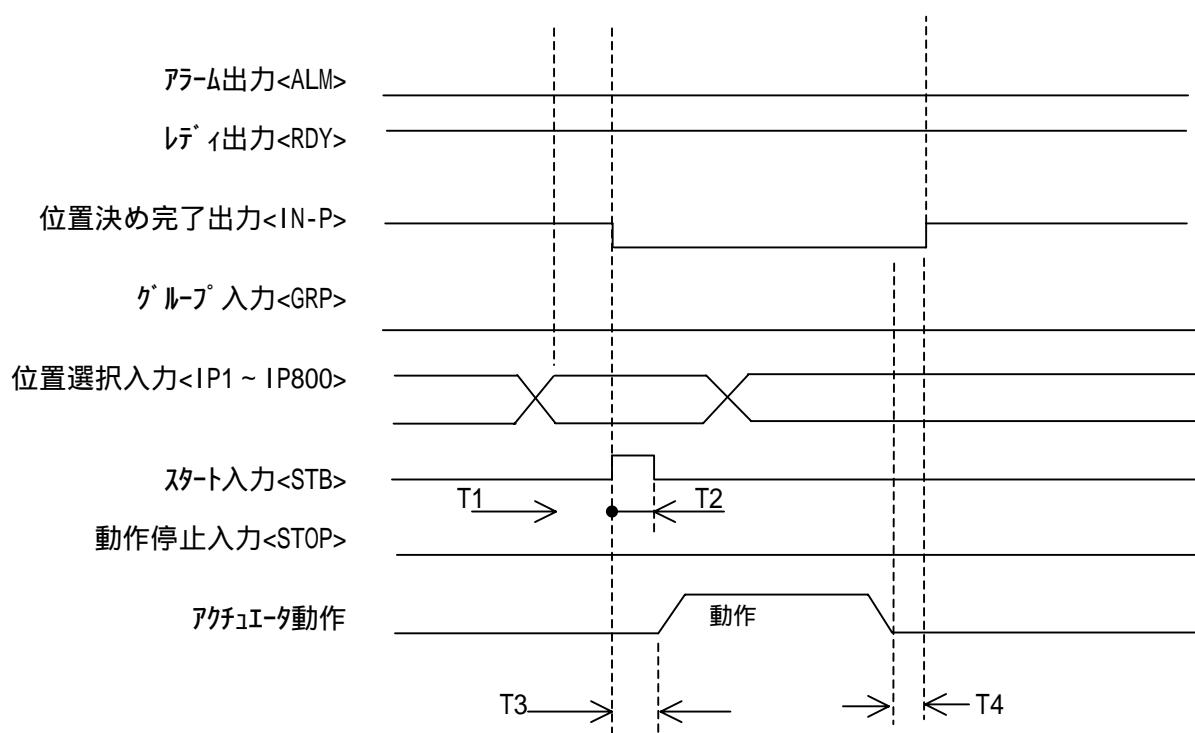 アラーム出力<ALM>
レディ出力<RDY>
位置決め完了出力<IN-P>
グループ入力<GRP>
位置選択入力<IP1~IP800>
スタート入力<STB>
T1
T2
動作停止入力<STOP>
アクチュエータ動作
動作
T3
T4